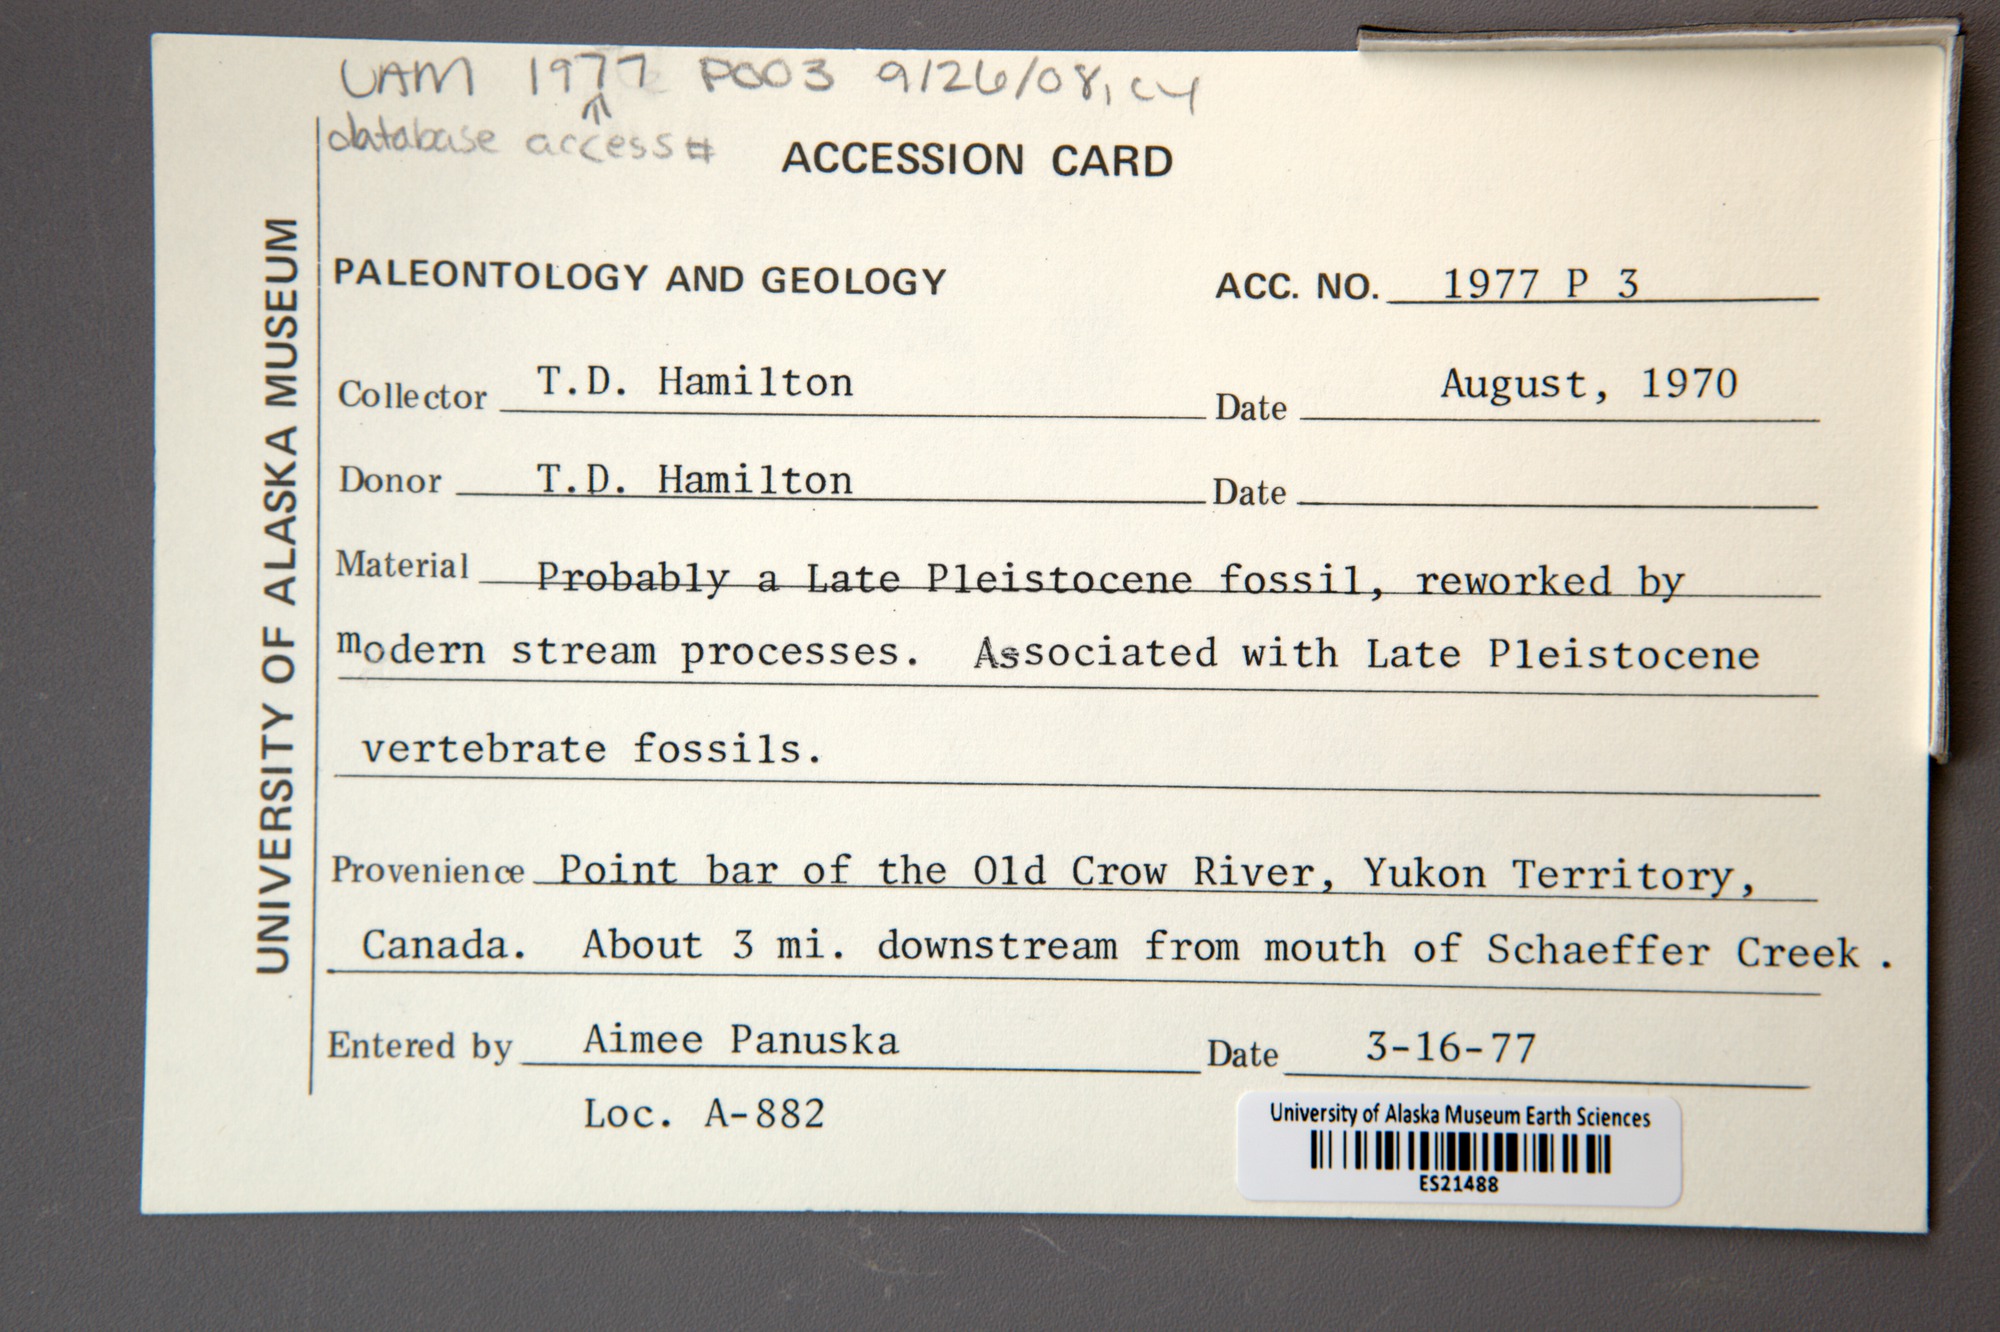 UAM 1977 P003 9/26/08, CY
database access #
ACCESSION CARD
UNIVERSITY OF ALASKA MUSEUM
PALEONTOLOGY AND GEOLOGY ACC. NO. 1977 P 3
Collector T.D. Hamilton Date August, 1970
Donor T.D. Hamilton Date
Material Probably a Late Pleistocene fossil, reworked by
modern stream processes. Associated with Late Pleistocene
vertebrate fossils.
Provenience Point bar of the Old Crow River, Yukon Territory,
Canada. About 3 mi. downstream from mouth of Schaeffer Creek .
Entered by Aimee Panuska Date 3-16-77
Loc. A-882
University of Alaska Museum Earth Sciences
ES21488